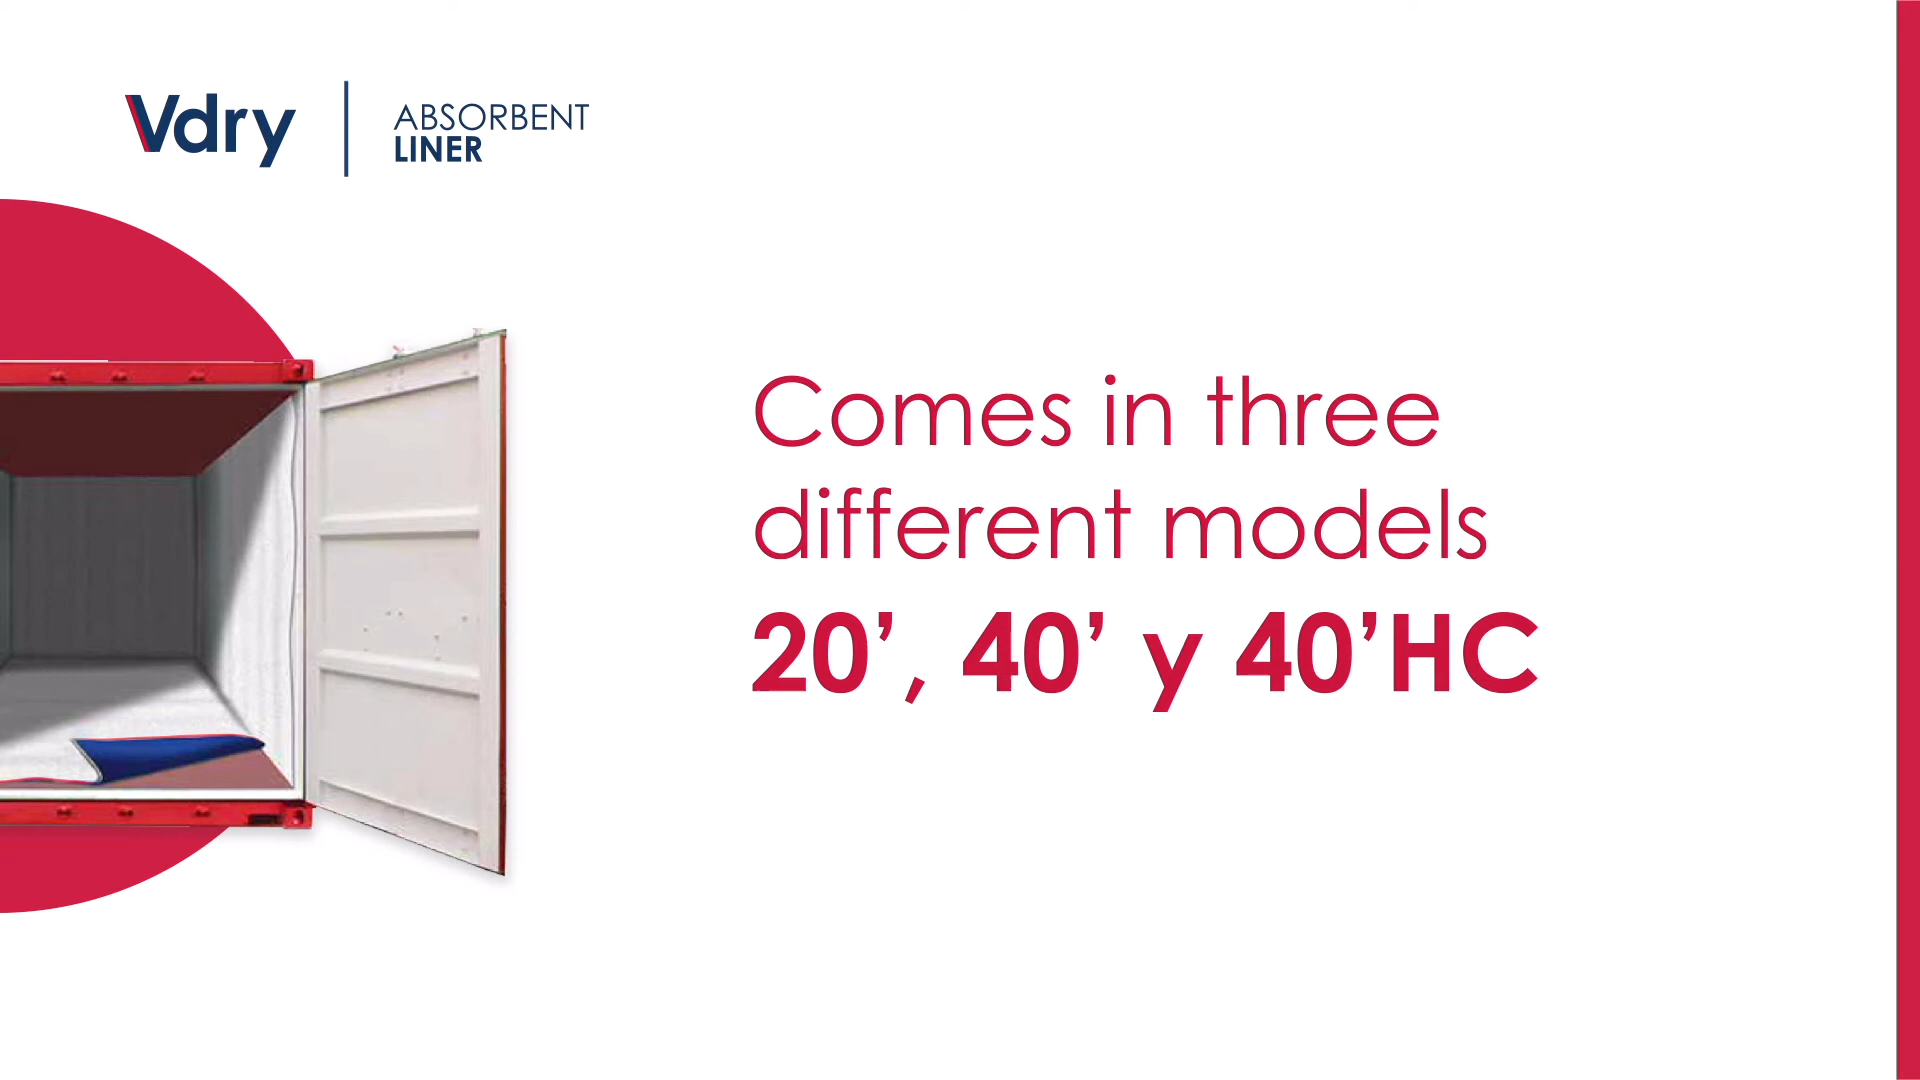 Vdry
ABSORBENT
LINER
Comes in three
different models
20’, 40’ y 40’HC